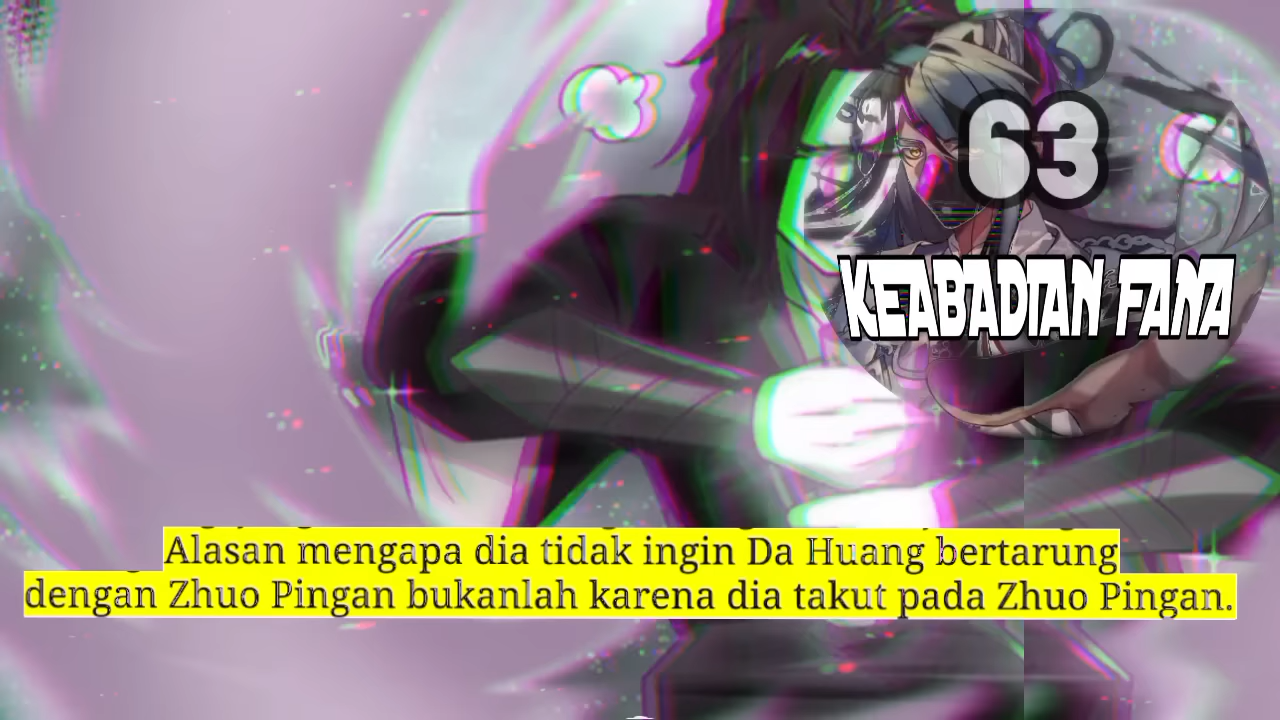 63
KEABADIAN FANA
Alasan mengapa dia tidak ingin Da Huang bertarung
dengan Zhuo Pingan bukanlah karena dia takut pada Zhuo Pingan.